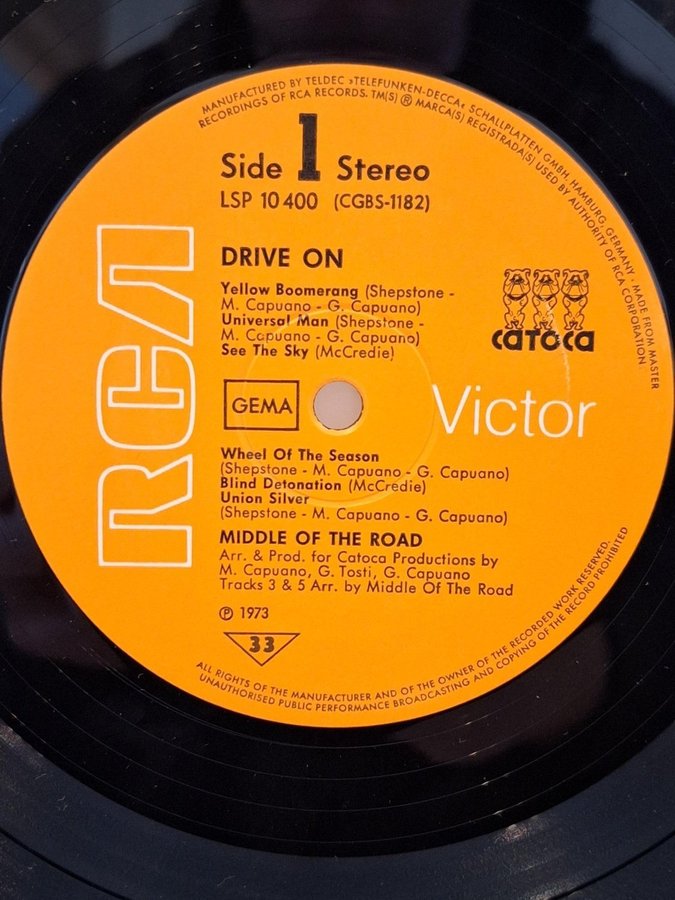 MANUFACTURED BY TELDEC »TELEFUNKEN-DECCA« SCHALLPLATTEN GMBH, HAMBURG, GERMANY · MADE FROM MASTER
RECORDINGS OF RCA RECORDS. TM(S) ® MARCA(S) REGISTRADA(S) USED BY AUTHORITY OF RCA CORPORATION
Side 1 Stereo
LSP 10 400 (CGBS-1182)
DRIVE ON
Yellow Boomerang (Shepstone -
M. Capuano - G. Capuano)
Universal Man (Shepstone -
M. Capuano - G. Capuano)
See The Sky (McCredie)
catoca
RCA
GEMA
Victor
Wheel Of The Season
(Shepstone - M. Capuano - G. Capuano)
Blind Detonation (McCredie)
Union Silver
(Shepstone - M. Capuano - G. Capuano)
MIDDLE OF THE ROAD
Arr. & Prod. for Catoca Productions by
M. Capuano, G. Tosti, G. Capuano
Tracks 3 & 5 Arr. by Middle Of The Road
℗ 1973
33
ALL RIGHTS OF THE MANUFACTURER AND OF THE OWNER OF THE RECORDED WORK RESERVED.
UNAUTHORISED PUBLIC PERFORMANCE BROADCASTING AND COPYING OF THE RECORD PROHIBITED